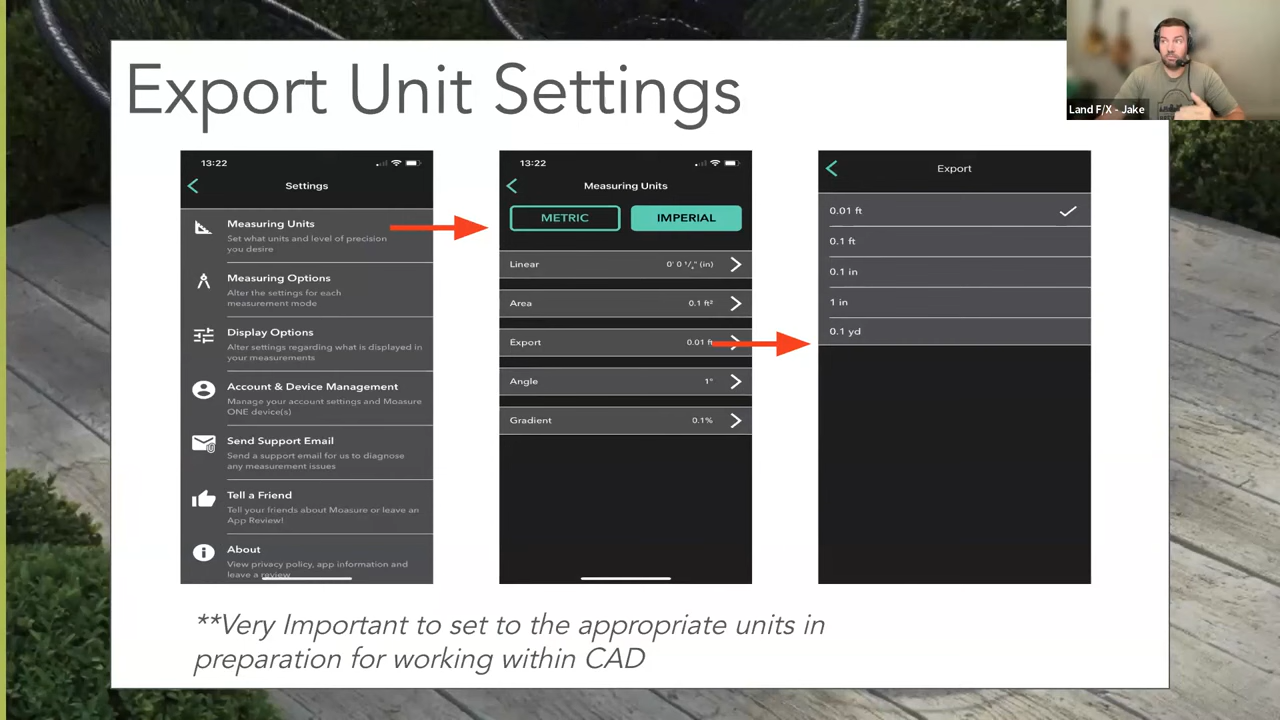 Export Unit Settings
Land F/X - Jake
13:22
Settings
Measuring Units
Set what units and level of precision
you desire
Measuring Options
Alter the settings for each
measurement mode
Display Options
Alter settings regarding what is displayed in
your measurements
Account & Device Management
Manage your account settings and Moasure
ONE device(s)
Send Support Email
Send a support email for us to diagnose
any measurement issues
Tell a Friend
Tell your friends about Moasure or leave an
App Review!
About
View privacy policy, app information and
leave a review
13:22
Measuring Units
METRIC IMPERIAL
Linear (in)
Area 0.1 ft²
Export 0.01 ft
Angle 1°
Gradient 0.1%
Export
0.01 ft
0.1 ft
0.1 in
1 in
0.1 yd
**Very Important to set to the appropriate units in
preparation for working within CAD